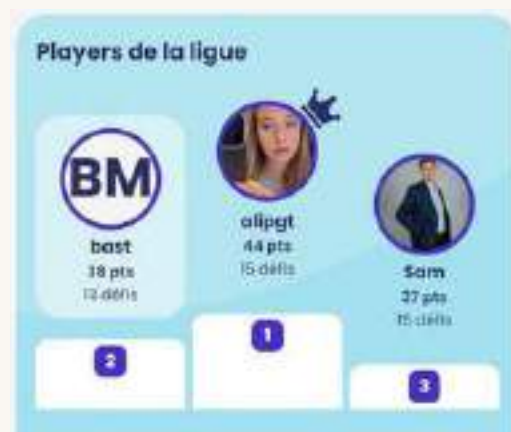 Players de la ligue
BM
bast
38 pts
13 défis
2
alipgt
44 pts
15 défis
1
Sam
27 pts
15 défis
3